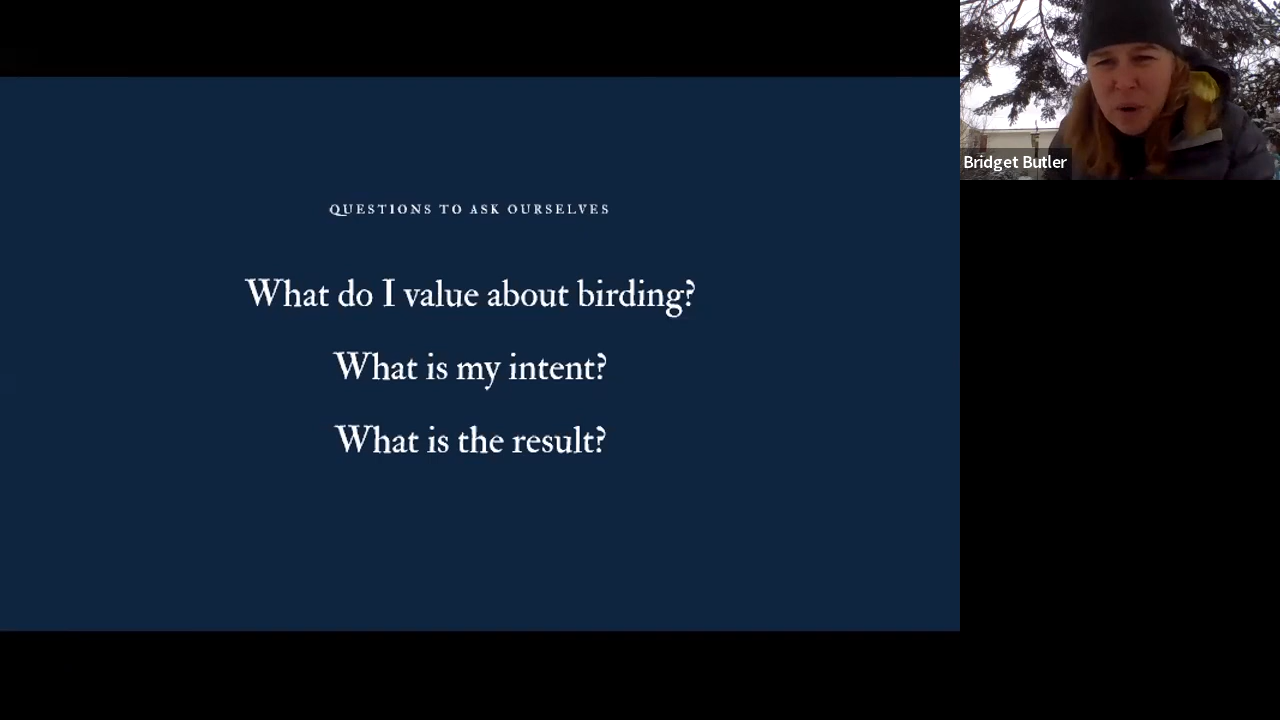 QUESTIONS TO ASK OURSELVES
What do I value about birding?
What is my intent?
What is the result?
Bridget Butler